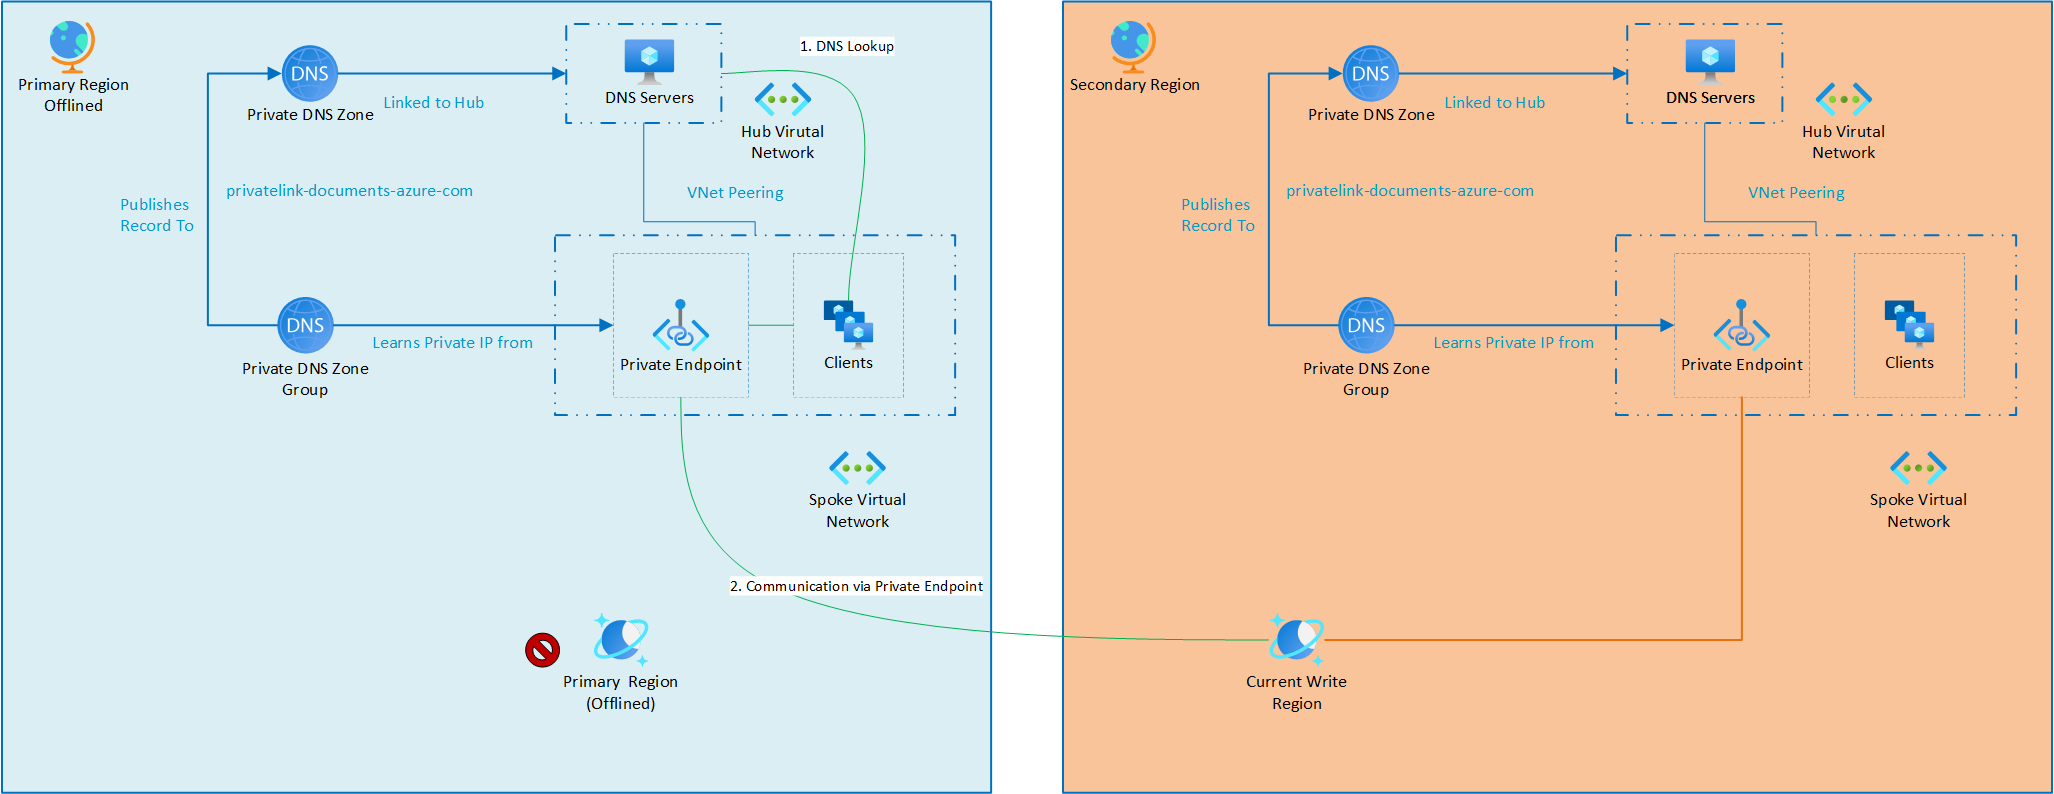 Primary Region
Offlined
Private DNS Zone
DNS
Linked to Hub
DNS Servers
1. DNS Lookup
Hub Virutal
Network
privatelink-documents-azure-com
Publishes
Record To
VNet Peering
DNS
Private DNS Zone
Group
Learns Private IP from
Private Endpoint
Clients
Spoke Virtual
Network
2. Communication via Private Endpoint
Primary  Region
(Offlined)
Secondary Region
DNS
Private DNS Zone
Linked to Hub
DNS Servers
Hub Virutal
Network
privatelink-documents-azure-com
Publishes
Record To
VNet Peering
DNS
Private DNS Zone
Group
Learns Private IP from
Private Endpoint
Clients
Spoke Virtual
Network
Current Write
Region